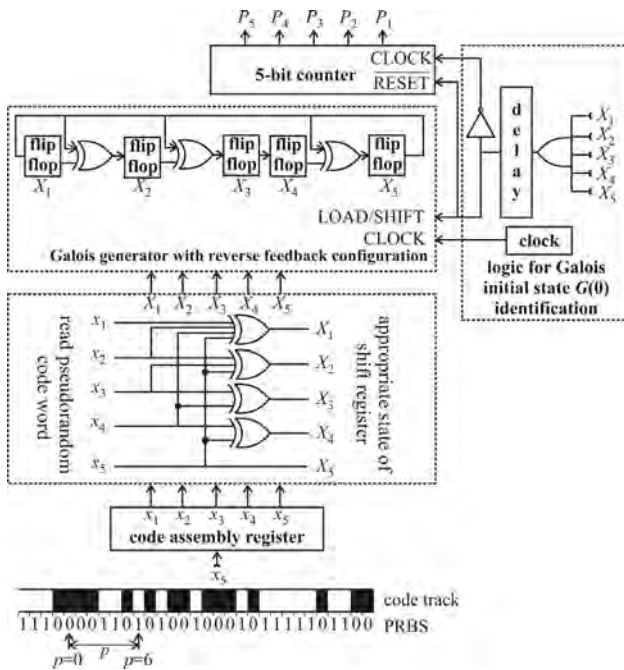 P5 P4 P3 P2 P1
CLOCK
5-bit counter
RESET
flip flop
flip flop
flip flop
flip flop
flip flop
X1 X2 X3 X4 X5
LOAD/SHIFT
CLOCK
Galois generator with reverse feedback configuration
delay
X1
X2
X3
X4
X5
clock
logic for Galois
initial state G(0)
identification
X1 X2 X3 X4 X5
read pseudorandom
code word
x1
x2
x3
x4
x5
X1
X2
X3
X4
X5
appropriate state of
shift register
x1 x2 x3 x4 x5
code assembly register
x5
code track
1110000110101001000101111101100 PRBS
p
p=0 p=6